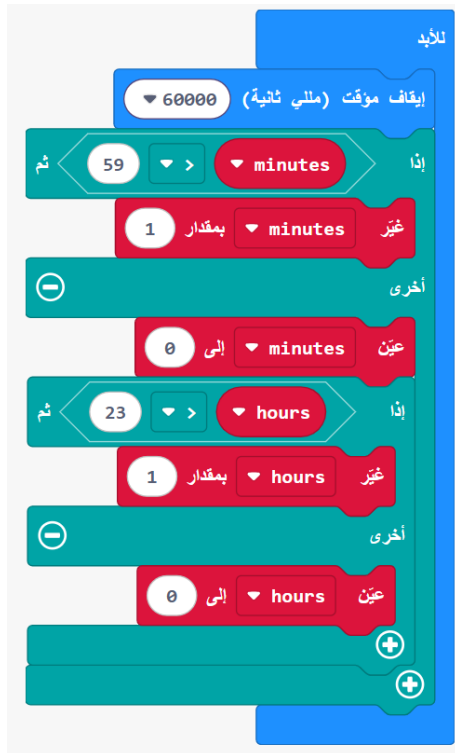 للأبد
إيقاف مؤقت (مللي ثانية) 60000
إذا minutes > 59 ثم
غيّر minutes بمقدار 1
أخرى
عيّن minutes إلى 0
إذا hours > 23 ثم
غيّر hours بمقدار 1
أخرى
عيّن hours إلى 0